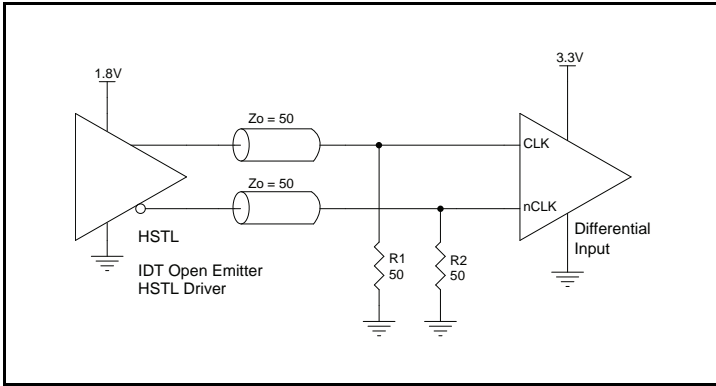 1.8V
3.3V
Zo = 50
CLK
Zo = 50
nCLK
HSTL
Differential
Input
IDT Open Emitter
HSTL Driver
R1
50
R2
50